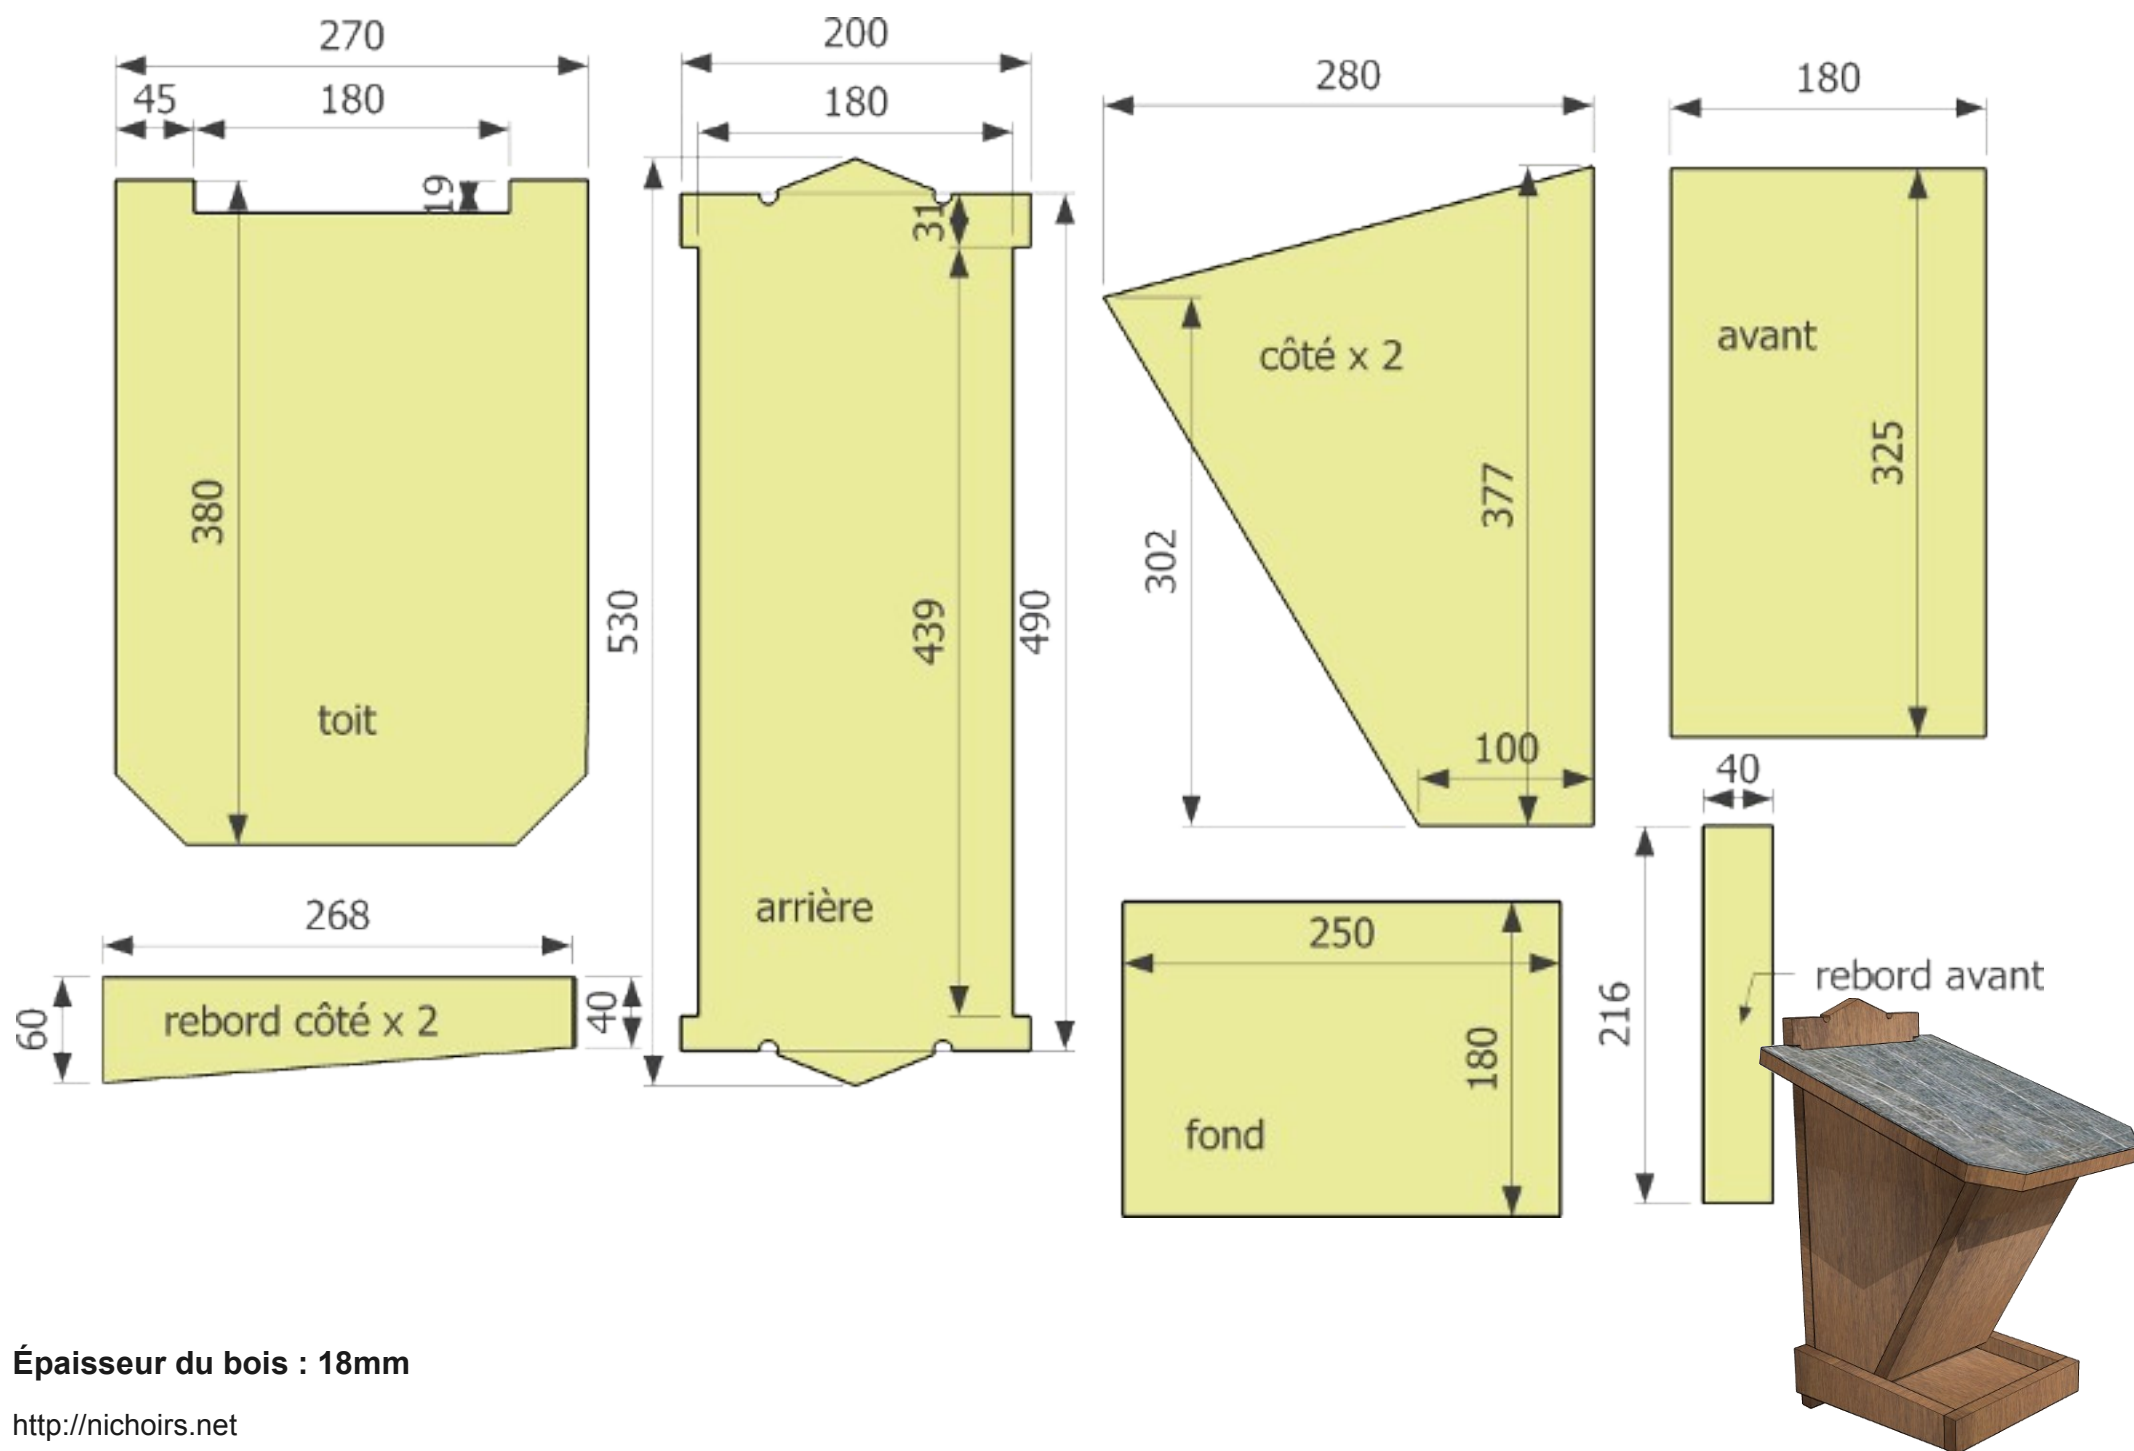 270
45
180
19
380
toit
268
60
rebord côté x 2
40
200
180
31
530
439
490
arrière
280
côté x 2
302
377
100
180
avant
325
250
180
fond
40
216
rebord avant
Épaisseur du bois : 18mm
http://nichoirs.net